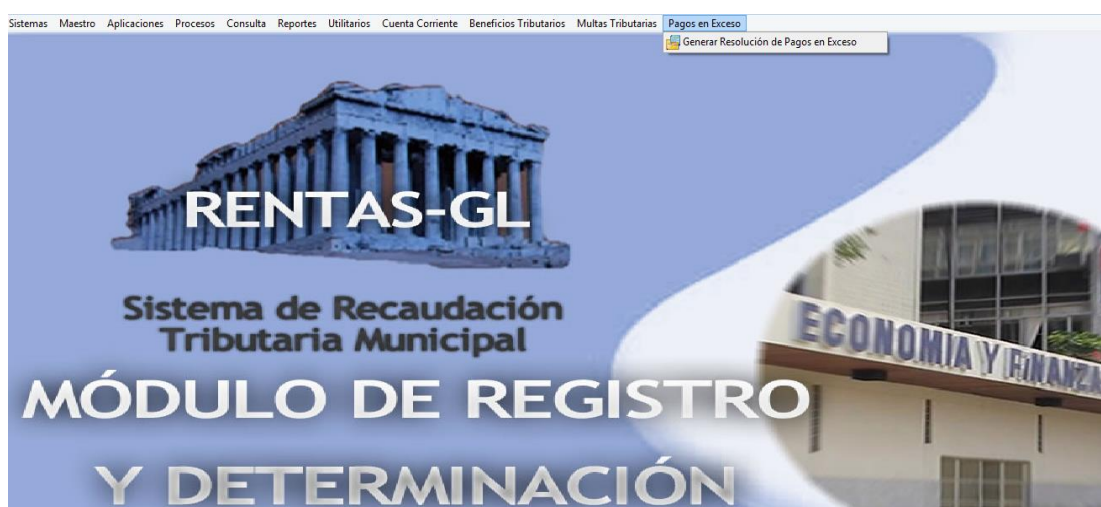 Sistemas Maestro Aplicaciones Procesos Consulta Reportes Utilitarios Cuenta Corriente Beneficios Tributarios Multas Tributarias Pagos en Exceso
Generar Resolución de Pagos en Exceso
RENTAS-GL
Sistema de Recaudación
Tributaria Municipal
ECONOMIA Y FINANZA
MÓDULO DE REGISTRO
Y DETERMINACIÓN